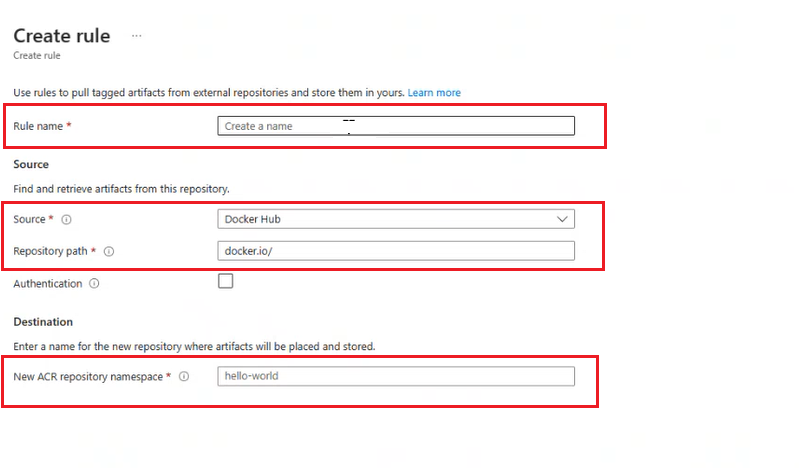 Create rule ...
Create rule
Use rules to pull tagged artifacts from external repositories and store them in yours. Learn more
Rule name * Create a name
Source
Find and retrieve artifacts from this repository.
Source * Docker Hub
Repository path * docker.io/
Authentication
Destination
Enter a name for the new repository where artifacts will be placed and stored.
New ACR repository namespace * hello-world